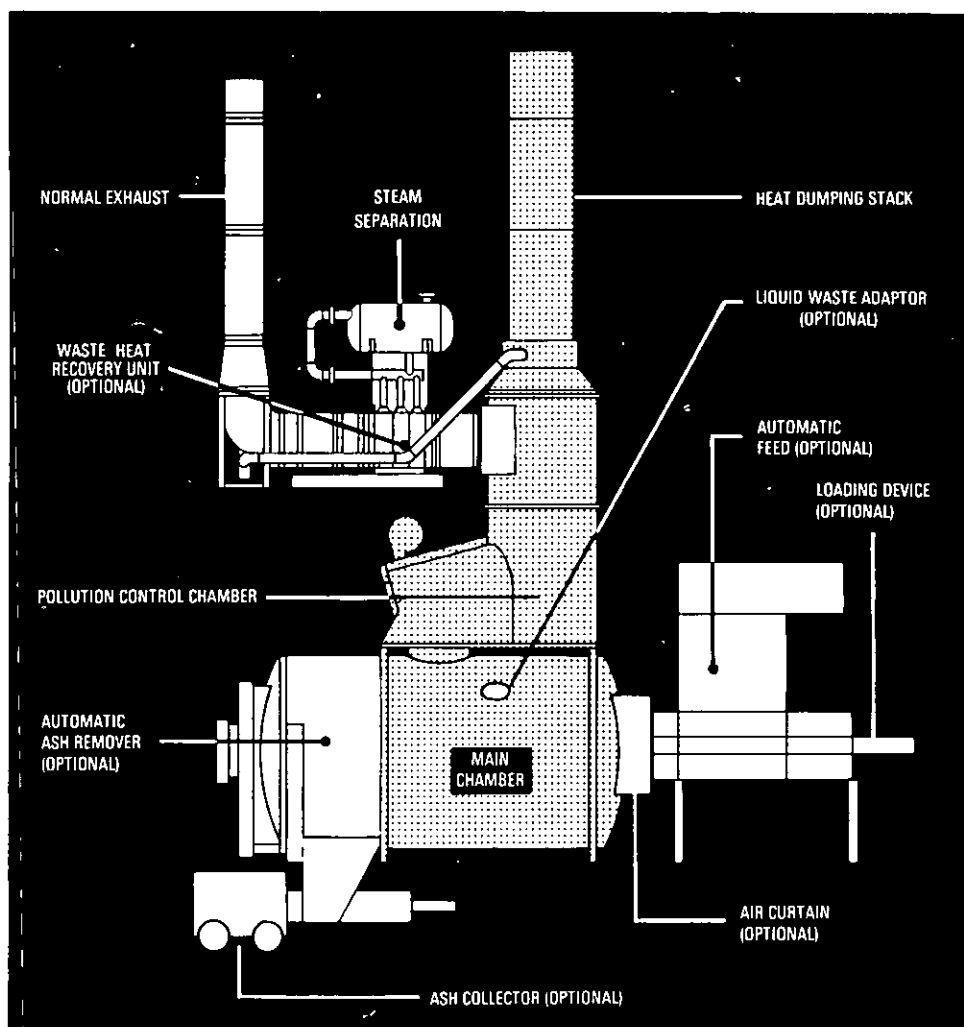 NORMAL EXHAUST
STEAM
SEPARATION
HEAT DUMPING STACK
LIQUID WASTE ADAPTOR
(OPTIONAL)
WASTE HEAT
RECOVERY UNIT
(OPTIONAL)
AUTOMATIC
FEED (OPTIONAL)
LOADING DEVICE
(OPTIONAL)
POLLUTION CONTROL CHAMBER
AUTOMATIC
ASH REMOVER
(OPTIONAL)
MAIN
CHAMBER
AIR CURTAIN
(OPTIONAL)
ASH COLLECTOR (OPTIONAL)